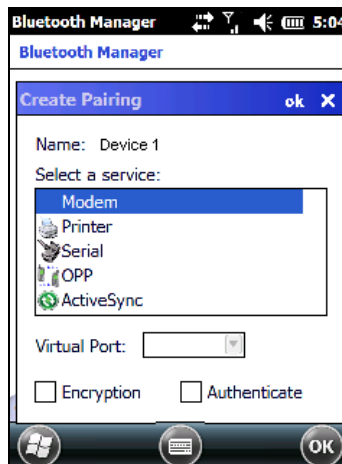 Bluetooth Manager 5:04
Bluetooth Manager
Create Pairing ok
Name: Device 1
Select a service:
Modem
Printer
Serial
OPP
ActiveSync
Virtual Port:
Encryption Authenticate
OK